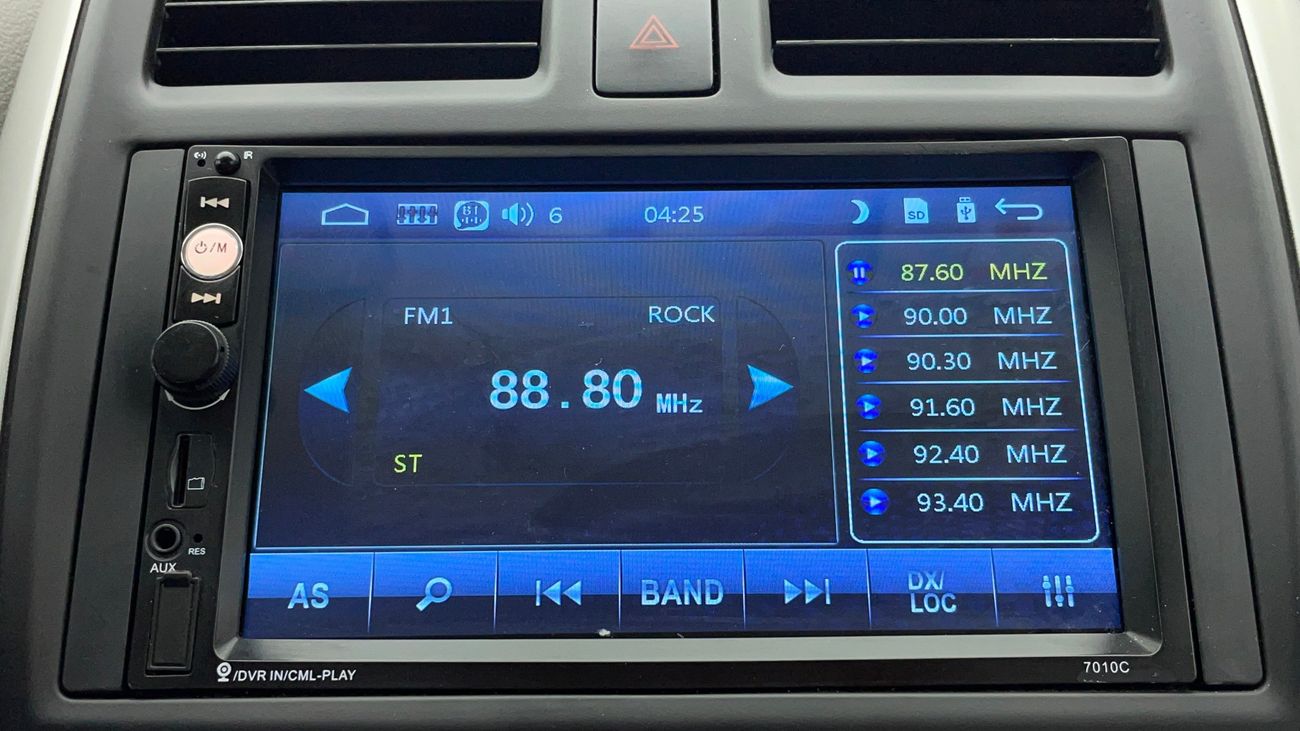 IR
6
04:25
SD
BT
/M
FM1
ROCK
88.80 MHz
ST
87.60 MHZ
90.00 MHZ
90.30 MHZ
91.60 MHZ
92.40 MHZ
93.40 MHZ
RES
AUX
AS
BAND
DX/
LOC
/DVR IN/CML-PLAY
7010C